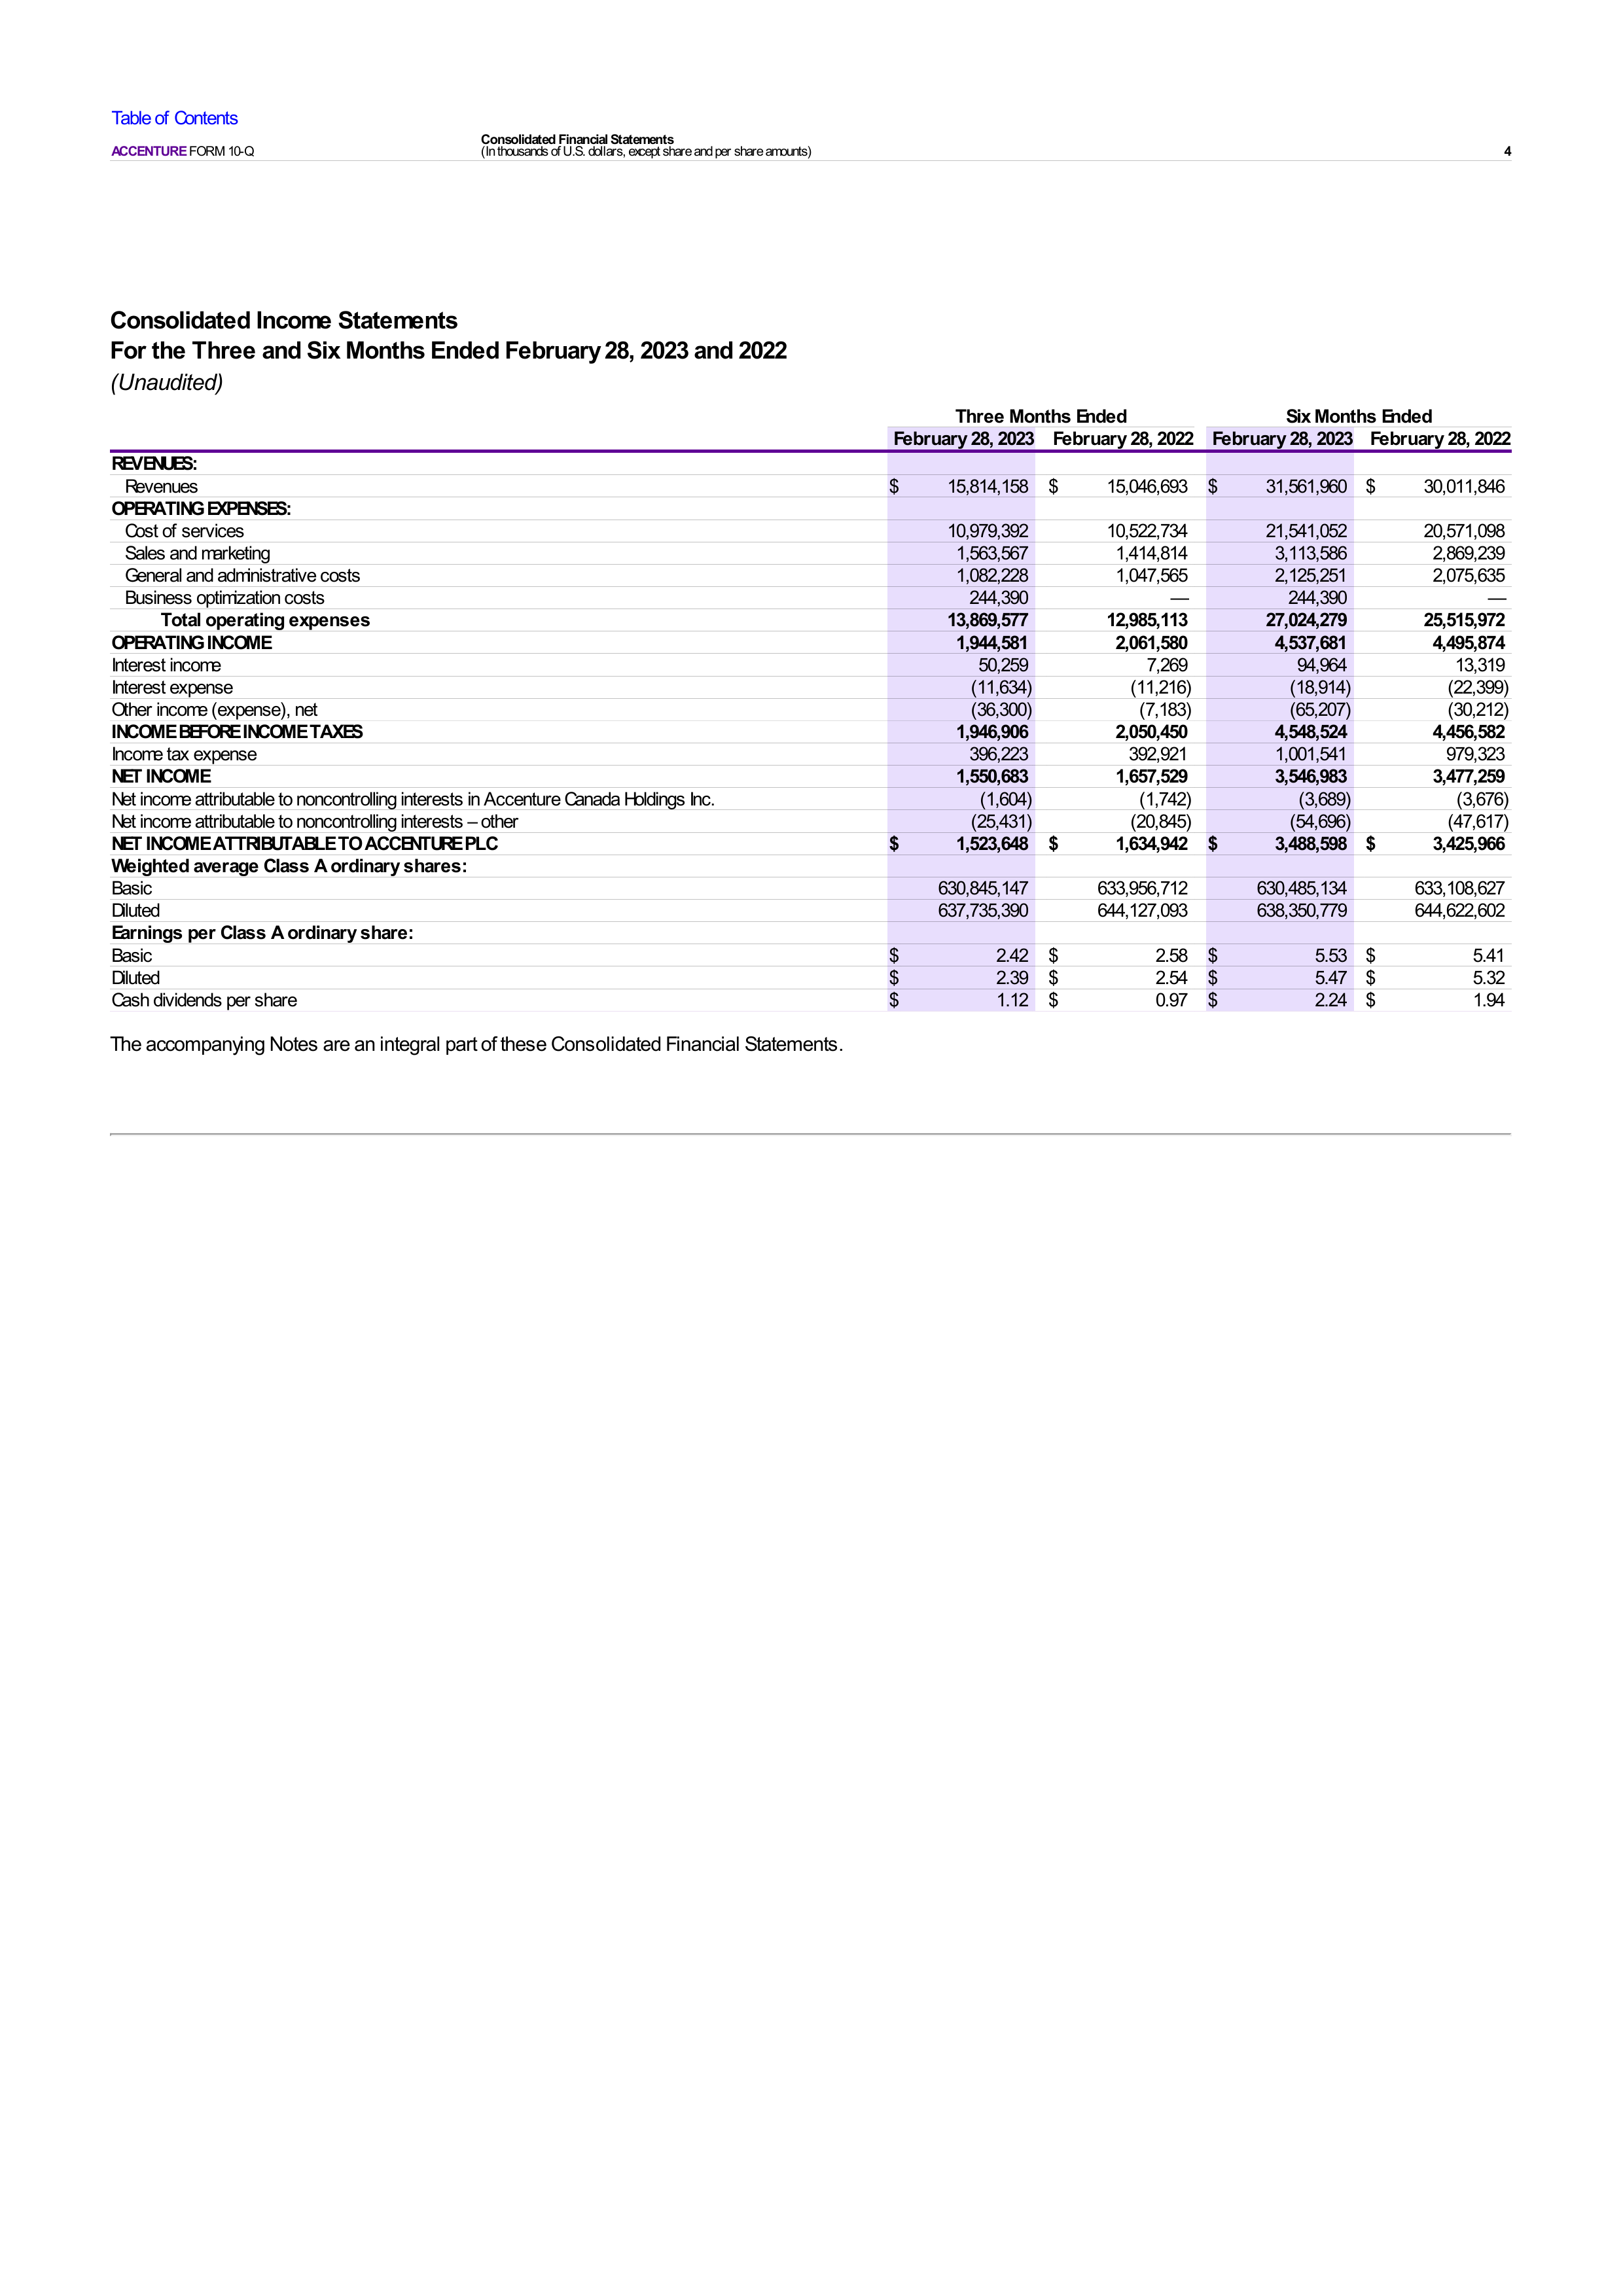 Table of Contents
Consolidated Financial Statements
ACCENTURE FORM 10-Q (In thousands of U.S. dollars, except share and per share amounts) 4
Consolidated Income Statements
For the Three and Six Months Ended February 28, 2023 and 2022
(Unaudited)
Three Months Ended Six Months Ended
February 28, 2023 February 28, 2022 February 28, 2023 February 28, 2022
REVENUES:
Revenues $ 15,814,158 $ 15,046,693 $ 31,561,960 $ 30,011,846
OPERATING EXPENSES:
Cost of services 10,979,392 10,522,734 21,541,052 20,571,098
Sales and marketing 1,563,567 1,414,814 3,113,586 2,869,239
General and administrative costs 1,082,228 1,047,565 2,125,251 2,075,635
Business optimization costs 244,390 — 244,390 —
Total operating expenses 13,869,577 12,985,113 27,024,279 25,515,972
OPERATING INCOME 1,944,581 2,061,580 4,537,681 4,495,874
Interest income 50,259 7,269 94,964 13,319
Interest expense (11,634) (11,216) (18,914) (22,399)
Other income (expense), net (36,300) (7,183) (65,207) (30,212)
INCOME BEFORE INCOME TAXES 1,946,906 2,050,450 4,548,524 4,456,582
Income tax expense 396,223 392,921 1,001,541 979,323
NET INCOME 1,550,683 1,657,529 3,546,983 3,477,259
Net income attributable to noncontrolling interests in Accenture Canada Holdings Inc. (1,604) (1,742) (3,689) (3,676)
Net income attributable to noncontrolling interests – other (25,431) (20,845) (54,696) (47,617)
NET INCOME ATTRIBUTABLE TO ACCENTURE PLC $ 1,523,648 $ 1,634,942 $ 3,488,598 $ 3,425,966
Weighted average Class A ordinary shares:
Basic 630,845,147 633,956,712 630,485,134 633,108,627
Diluted 637,735,390 644,127,093 638,350,779 644,622,602
Earnings per Class A ordinary share:
Basic $ 2.42 $ 2.58 $ 5.53 $ 5.41
Diluted $ 2.39 $ 2.54 $ 5.47 $ 5.32
Cash dividends per share $ 1.12 $ 0.97 $ 2.24 $ 1.94
The accompanying Notes are an integral part of these Consolidated Financial Statements.